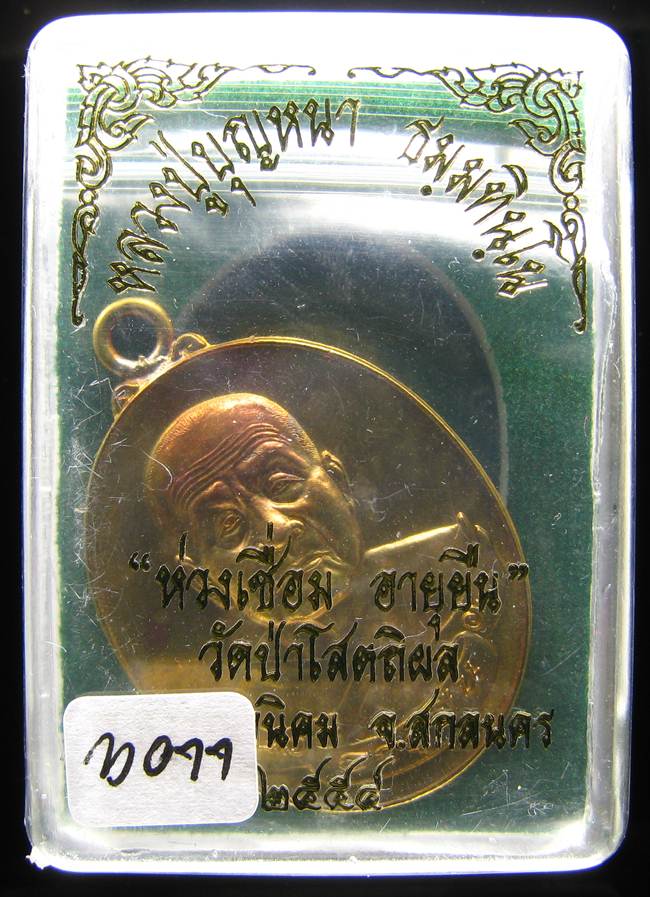 หลวงปู่บุญหนา ธมฺมทินฺโน
“ห่วงเชื่อม อายุยืน”
วัดป่าโสตถิผล
นิคม จ.สกลนคร
๒๕๕๔